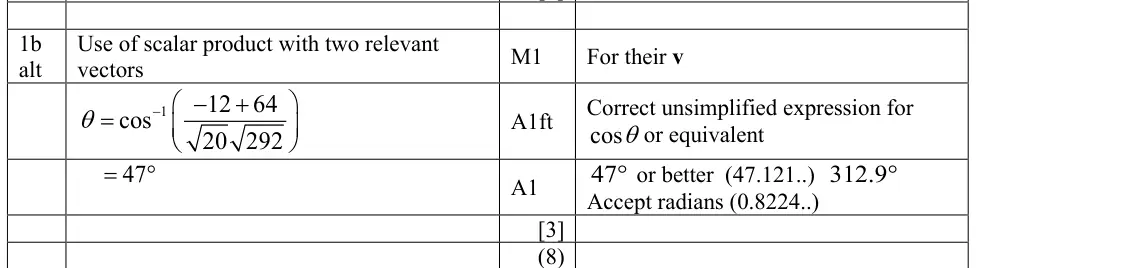 1b alt Use of scalar product with two relevant vectors M1 For their v
θ = cos⁻¹((−12 + 64)/(√20√292)) A1ft Correct unsimplified expression for cos θ or equivalent
= 47° A1 47° or better (47.121..) 312.9°
Accept radians (0.8224..)
[3]
(8)